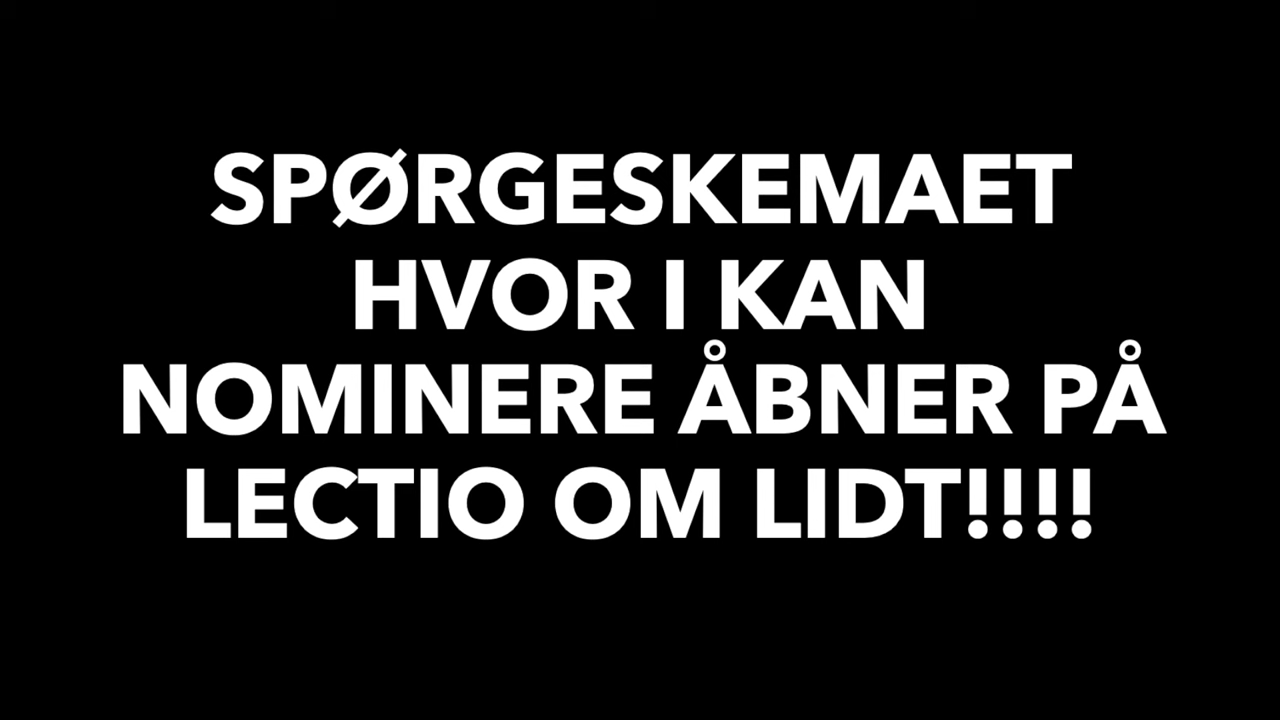 SPØRGESKEMAET
HVOR I KAN
NOMINERE ÅBNER PÅ
LECTIO OM LIDT!!!!